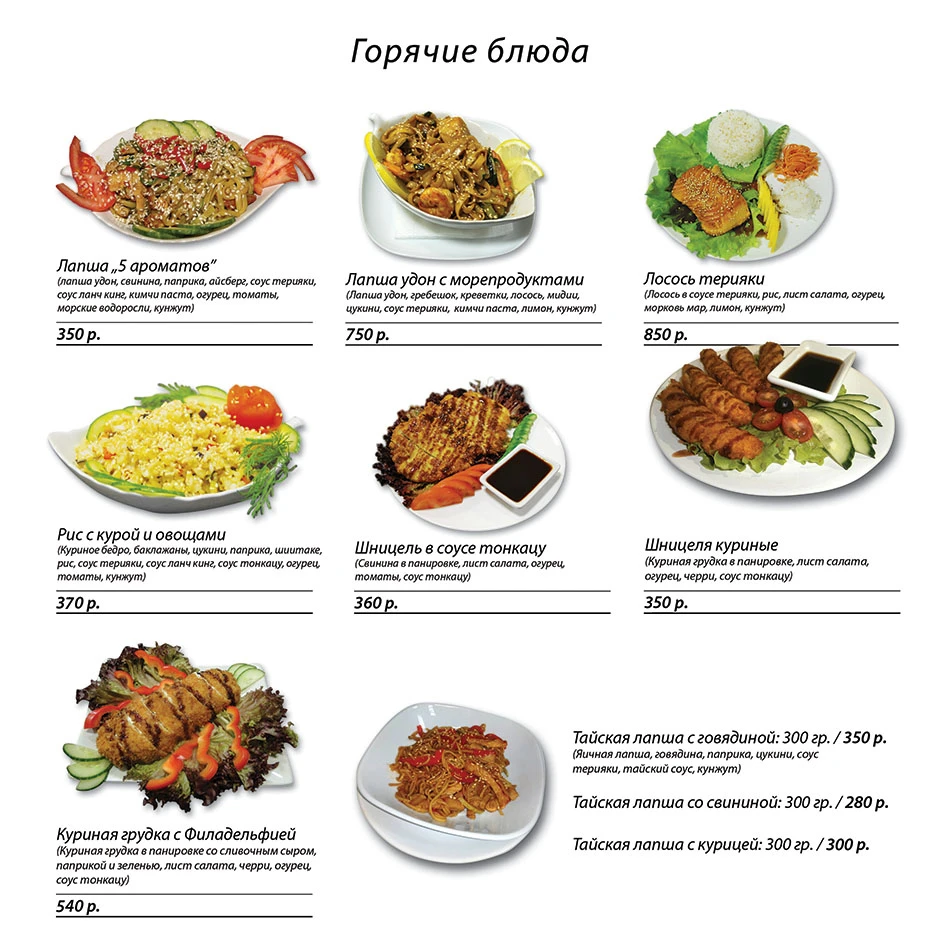 Горячие блюда
Лапша „5 ароматов”
(лапша удон, свинина, паприка, айсберг, соус терияки,
соус ланч кинг, кимчи паста, огурец, томаты,
морские водоросли, кунжут)
350 р.
Лапша удон с морепродуктами
(Лапша удон, гребешок, креветки, лосось, мидии,
цукини, соус терияки, кимчи паста, лимон, кунжут)
750 р.
Лосось терияки
(Лосось в соусе терияки, рис, лист салата, огурец,
морковь мар, лимон, кунжут)
850 р.
Рис с курой и овощами
(Куриное бедро, баклажаны, цукини, паприка, шиитаке,
рис, соус терияки, соус ланч кинг, соус тонкацу, огурец,
томаты, кунжут)
370 р.
Шницель в соусе тонкацу
(Свинина в панировке, лист салата, огурец,
томаты, соус тонкацу)
360 р.
Шницеля куриные
(Куриная грудка в панировке, лист салата,
огурец, черри, соус тонкацу)
350 р.
Куриная грудка с Филадельфией
(Куриная грудка в панировке со сливочным сыром,
паприкой и зеленью, лист салата, черри, огурец,
соус тонкацу)
540 р.
Тайская лапша с говядиной: 300 гр. / 350 р.
(Яичная лапша, говядина, паприка, цукини, соус
терияки, тайский соус, кунжут)
Тайская лапша со свининой: 300 гр. / 280 р.
Тайская лапша с курицей: 300 гр. / 300 р.